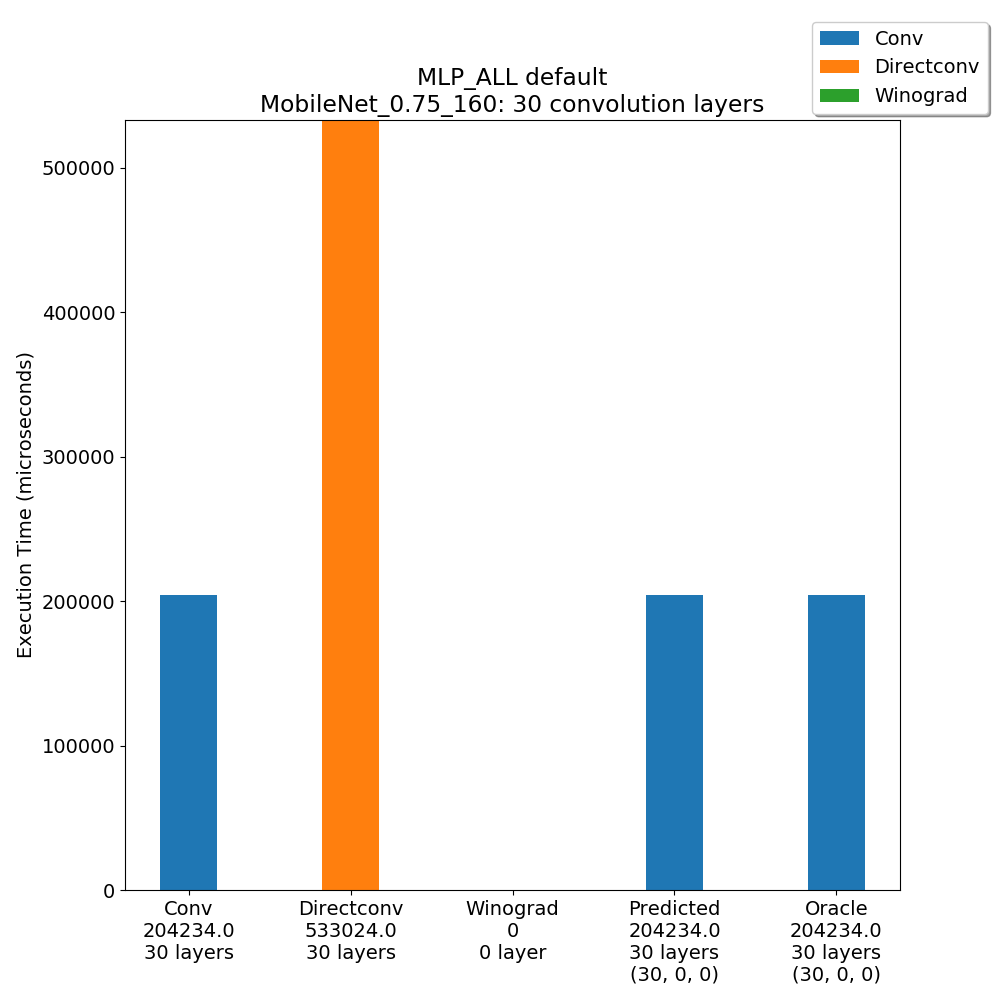 Conv
Directconv
Winograd
MLP_ALL default
MobileNet_0.75_160: 30 convolution layers
Execution Time (microseconds)
500000
400000
300000
200000
100000
0
Conv
204234.0
30 layers
Directconv
533024.0
30 layers
Winograd
0
0 layer
Predicted
204234.0
30 layers
(30, 0, 0)
Oracle
204234.0
30 layers
(30, 0, 0)